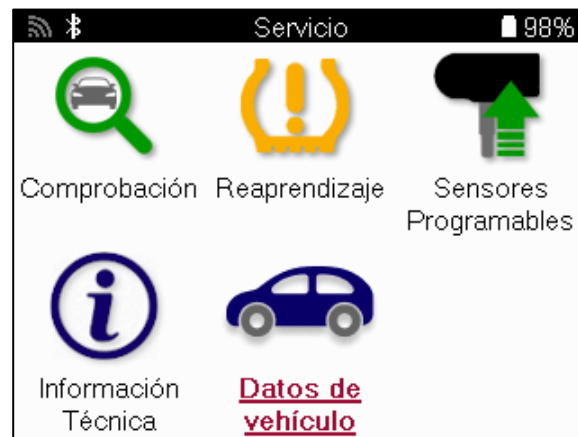 Servicio
98%
Comprobación
Reaprendizaje
Sensores
Programables
Información
Técnica
Datos de
vehículo